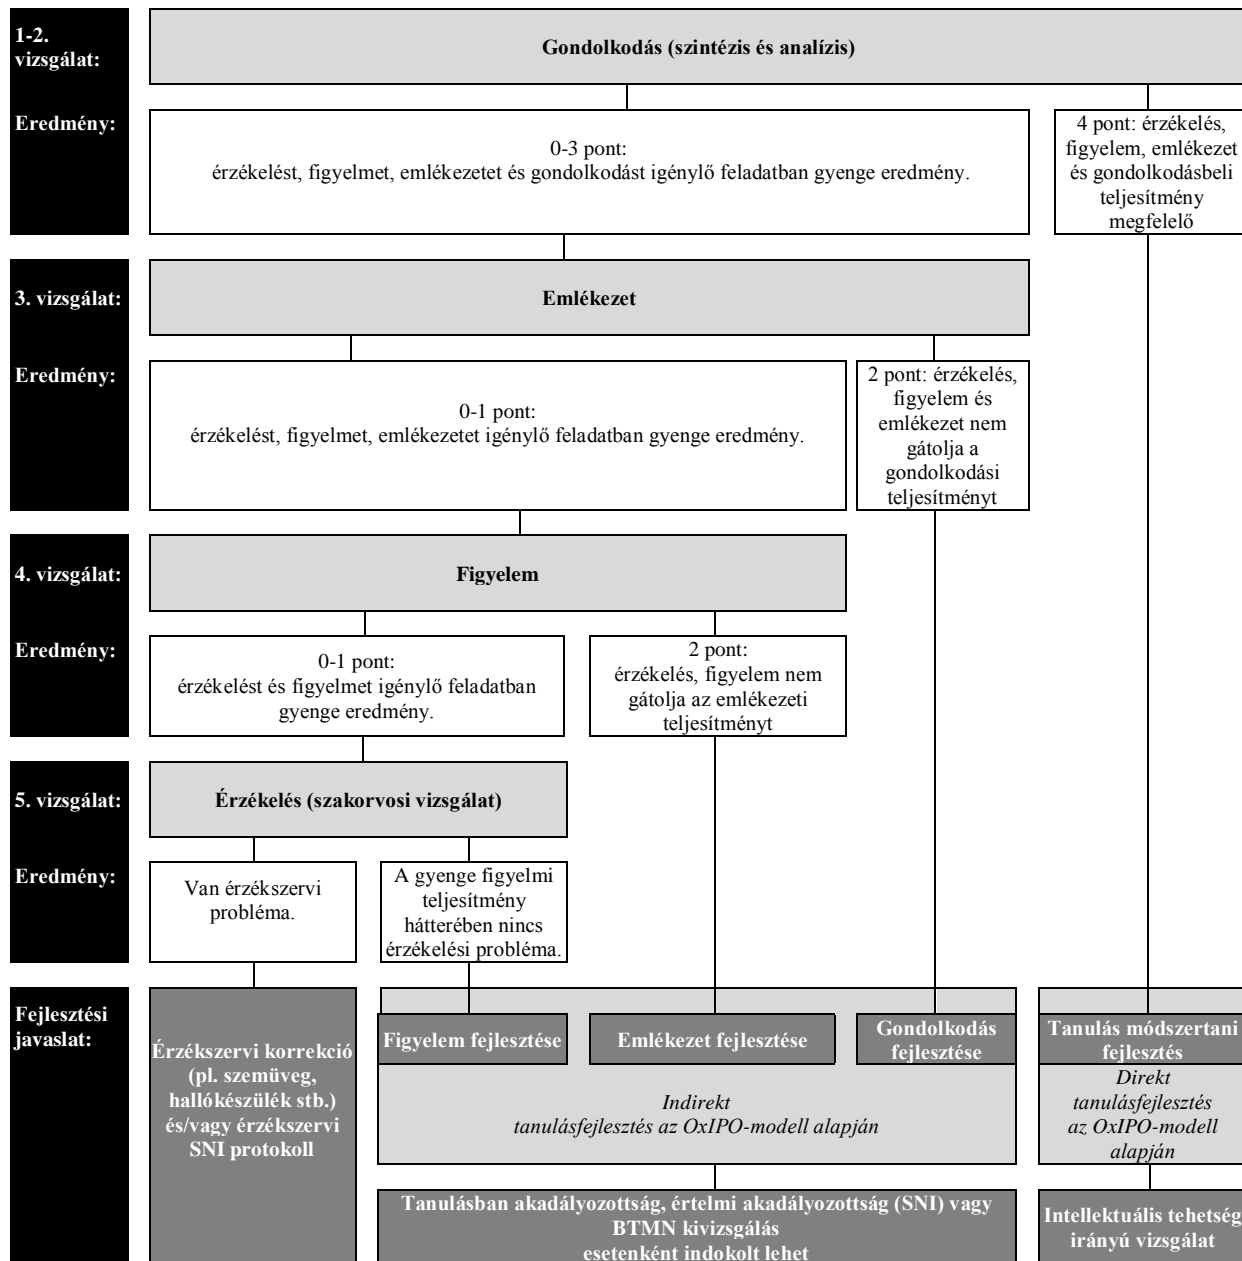 1-2.
vizsgálat:
Gondolkodás (szintézis és analízis)
Eredmény:
0-3 pont:
érzékelést, figyelmet, emlékezetet és gondolkodást igénylő feladatban gyenge eredmény.
4 pont: érzékelés,
figyelem, emlékezet
és gondolkodásbeli
teljesítmény
megfelelő
3. vizsgálat:
Emlékezet
Eredmény:
0-1 pont:
érzékelést, figyelmet, emlékezetet igénylő feladatban gyenge eredmény.
2 pont: érzékelés,
figyelem és
emlékezet nem
gátolja a
gondolkodási
teljesítményt
4. vizsgálat:
Figyelem
Eredmény:
0-1 pont:
érzékelést és figyelmet igénylő feladatban
gyenge eredmény.
2 pont:
érzékelés, figyelem nem
gátolja az emlékezeti
teljesítményt
5. vizsgálat:
Érzékelés (szakorvosi vizsgálat)
Eredmény:
Van érzékszervi
probléma.
A gyenge figyelmi
teljesítmény
hátterében nincs
érzékelési probléma.
Fejlesztési
javaslat:
Érzékszervi korrekció
(pl. szemüveg,
hallókészülék stb.)
és/vagy érzékszervi
SNI protokoll
Figyelem fejlesztése
Emlékezet fejlesztése
Gondolkodás
fejlesztése
Tanulás módszertani
fejlesztés
Indirekt
tanulásfejlesztés az OxIPO-modell alapján
Direkt
tanulásfejlesztés
az OxIPO-modell
alapján
Tanulásban akadályozottság, értelmi akadályozottság (SNI) vagy
BTMN kivizsgálás
esetenként indokolt lehet
Intellektuális tehetség
irányú vizsgálat